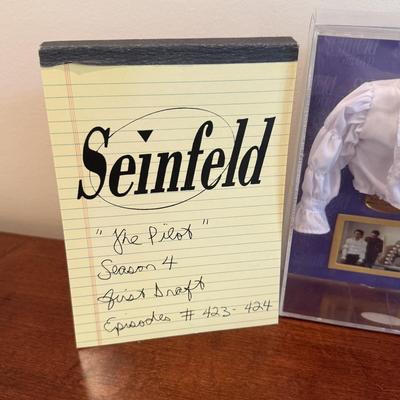 Seinfeld
"The Pilot"
Season 4
First Draft
Episodes # 423-424